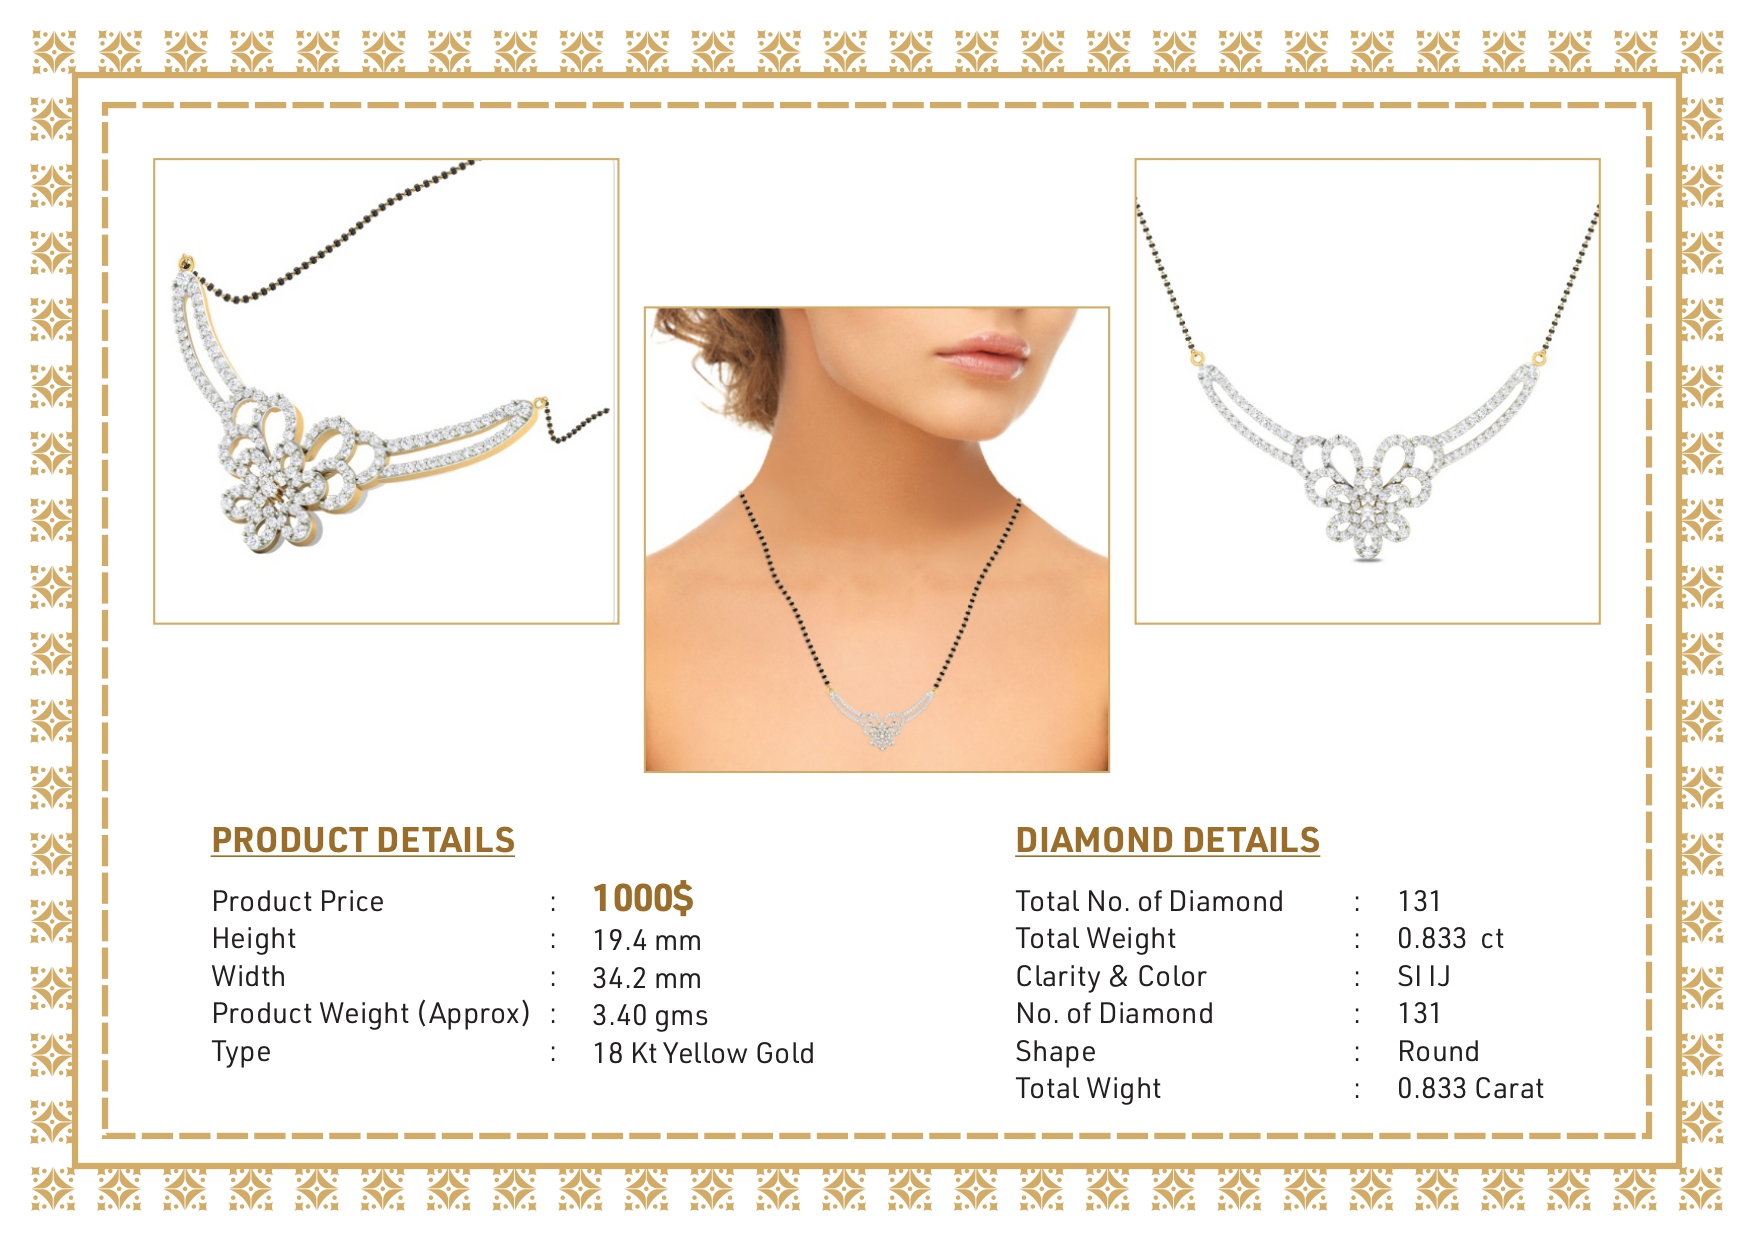 PRODUCT DETAILS
Product Price : 1000$
Height : 19.4 mm
Width : 34.2 mm
Product Weight (Approx) : 3.40 gms
Type : 18 Kt Yellow Gold
DIAMOND DETAILS
Total No. of Diamond : 131
Total Weight : 0.833 ct
Clarity & Color : SI IJ
No. of Diamond : 131
Shape : Round
Total Wight : 0.833 Carat